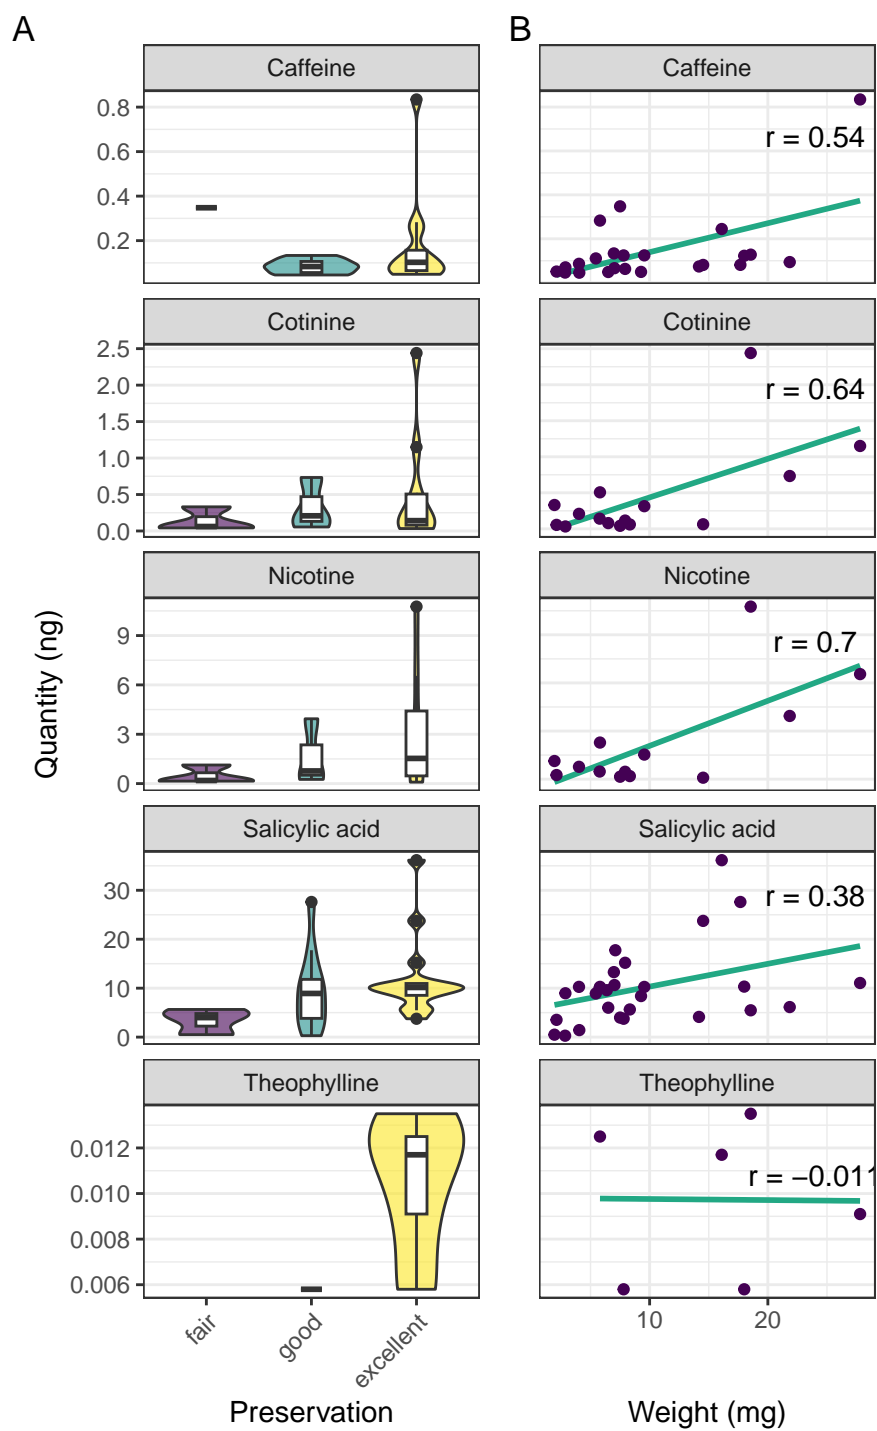 A
B
Caffeine
Caffeine
0.8
0.6
0.4
0.2
r = 0.54
Cotinine
Cotinine
2.5
2.0
1.5
1.0
0.5
0.0
r = 0.64
Nicotine
Nicotine
9
6
3
0
r = 0.7
Salicylic acid
Salicylic acid
30
20
10
0
r = 0.38
Theophylline
Theophylline
0.012
0.010
0.008
0.006
r = −0.011
Quantity (ng)
fair
good
excellent
10
20
Preservation
Weight (mg)